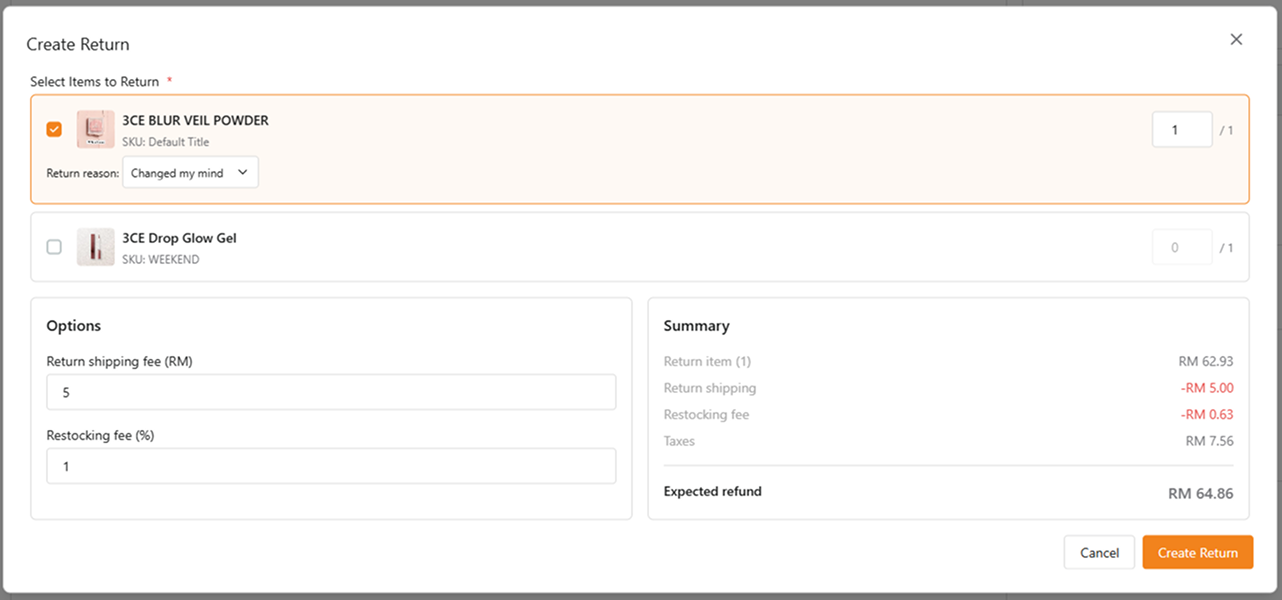 Create Return
Select Items to Return *
3CE BLUR VEIL POWDER
SKU: Default Title
1 / 1
Return reason: Changed my mind
3CE Drop Glow Gel
SKU: WEEKEND
0 / 1
Options
Return shipping fee (RM)
5
Restocking fee (%)
1
Summary
Return item (1) RM 62.93
Return shipping -RM 5.00
Restocking fee -RM 0.63
Taxes RM 7.56
Expected refund RM 64.86
Cancel Create Return